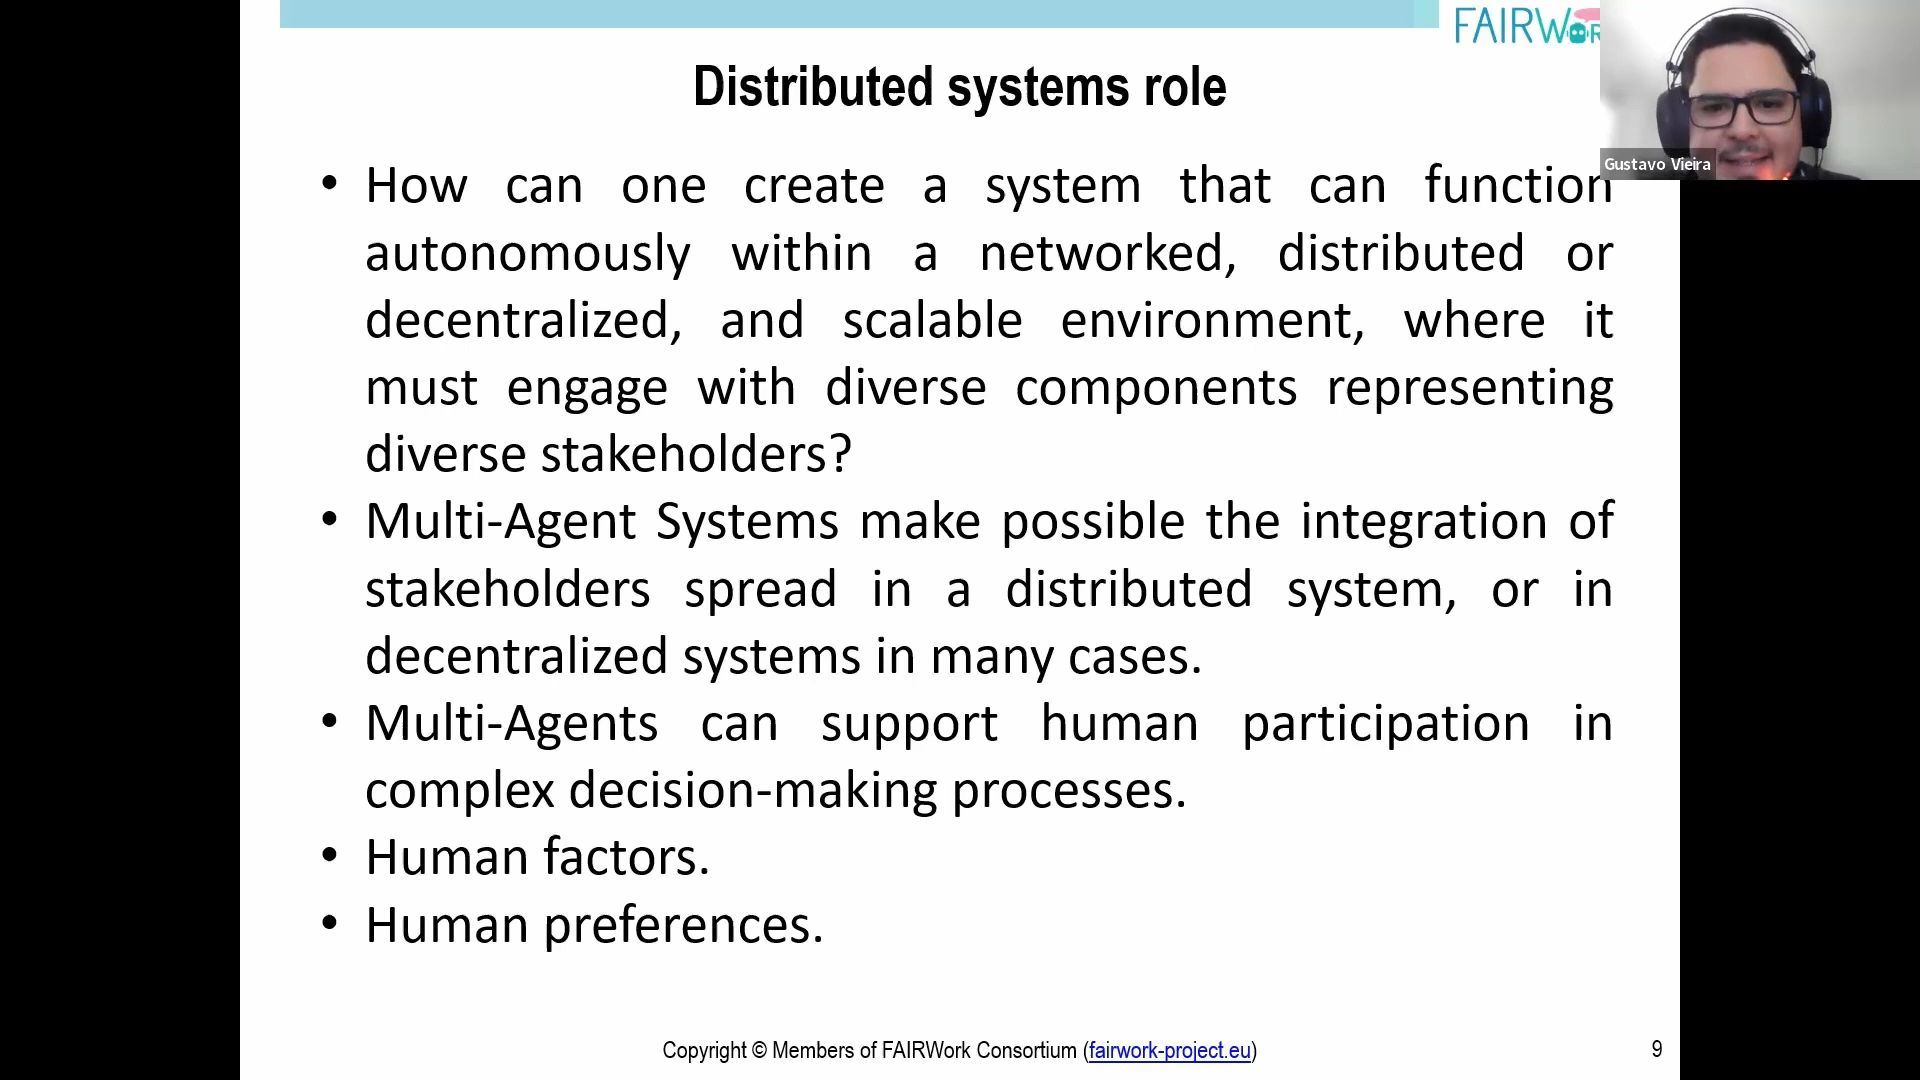 FAIRWOR
Distributed systems role
Gustavo Vieira
• How can one create a system that can function
autonomously within a networked, distributed or
decentralized, and scalable environment, where it
must engage with diverse components representing
diverse stakeholders?
• Multi-Agent Systems make possible the integration of
stakeholders spread in a distributed system, or in
decentralized systems in many cases.
• Multi-Agents can support human participation in
complex decision-making processes.
• Human factors.
• Human preferences.
Copyright © Members of FAIRWork Consortium (fairwork-project.eu)
9